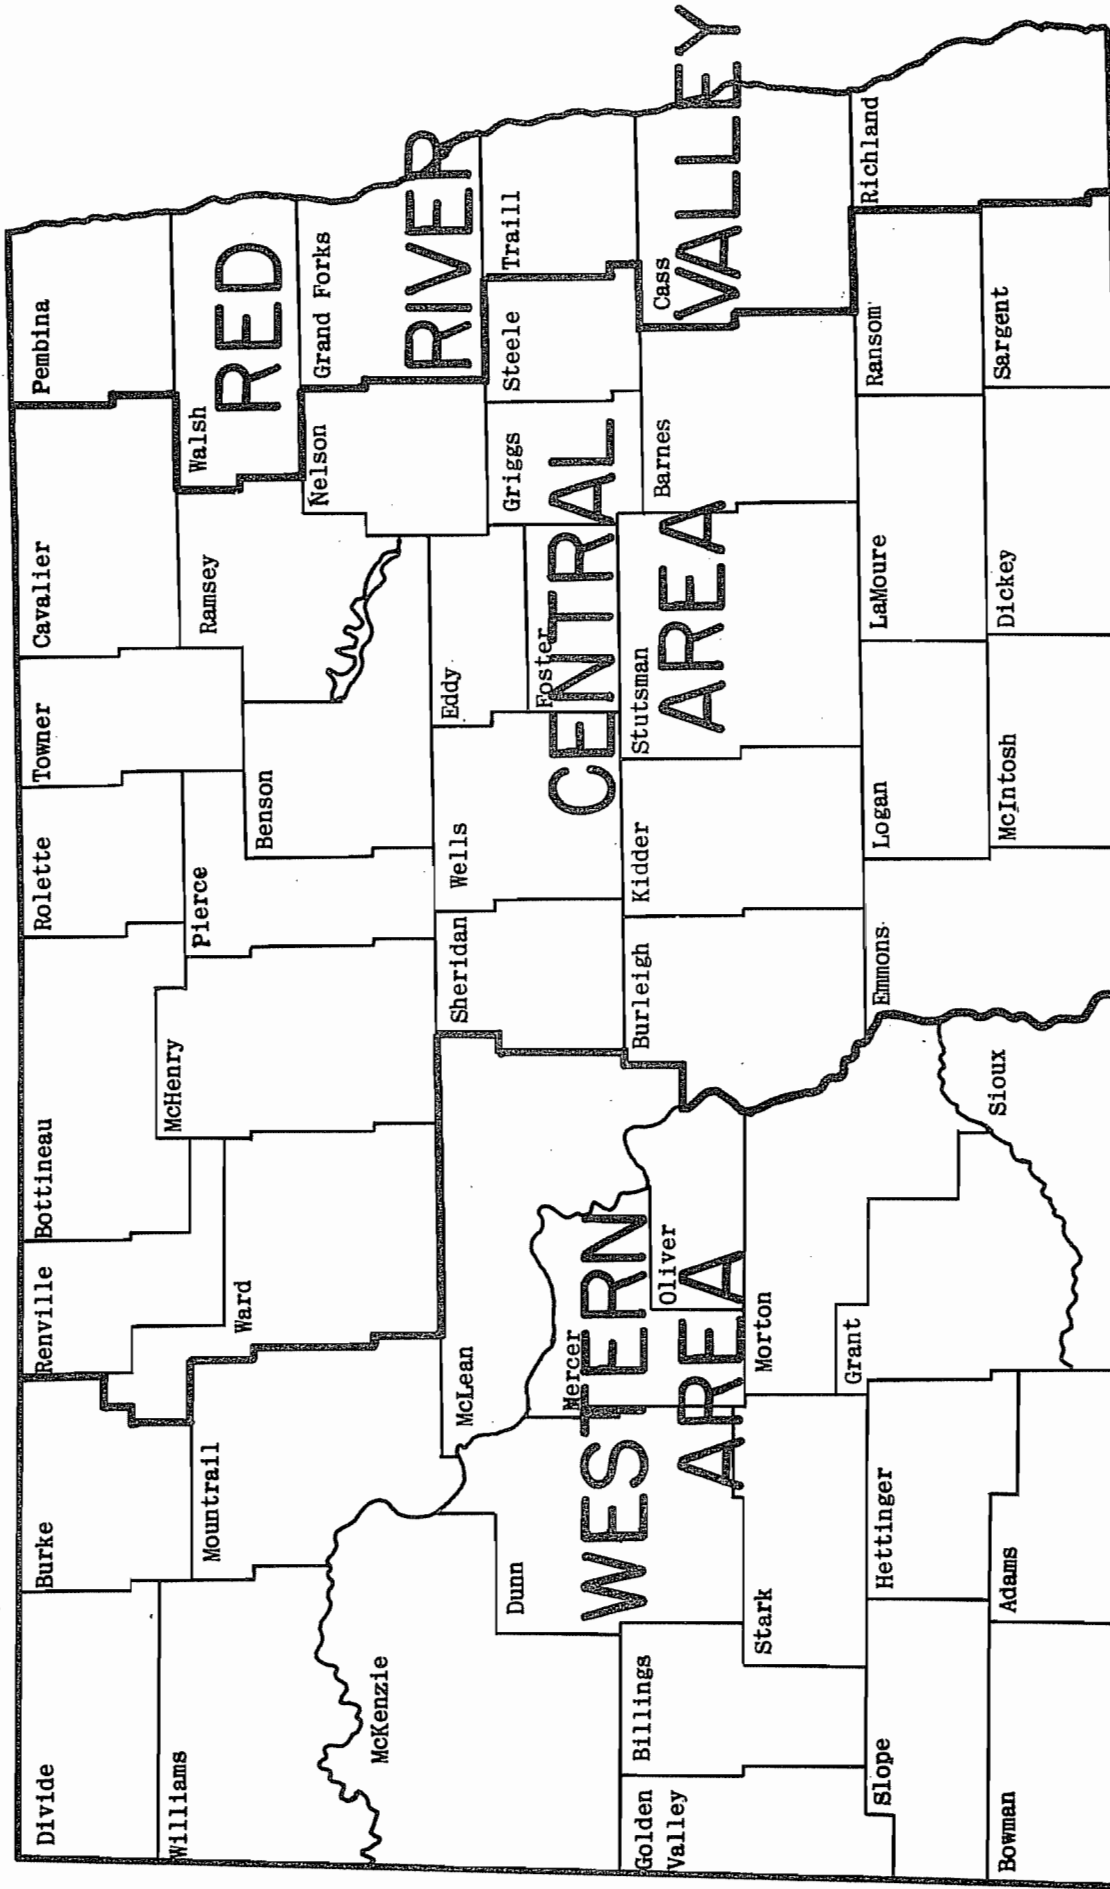 Divide
Burke
Renville
Bottineau
Rolette
Towner
Cavalier
Pembina
Williams
Mountrail
Ward
McHenry
Pierce
Benson
Ramsey
Walsh
Nelson
Grand Forks
RED
RIVER
VALLEY
McKenzie
Dunn
McLean
Mercer
Oliver
Sheridan
Wells
Eddy
Foster
Griggs
Steele
Traill
WESTERN
AREA
CENTRAL
AREA
Golden
Valley
Billings
Stark
Morton
Burleigh
Kidder
Stutsman
Barnes
Cass
Slope
Hettinger
Grant
Emmons
Logan
LaMoure
Ransom
Richland
Bowman
Adams
Sioux
McIntosh
Dickey
Sargent